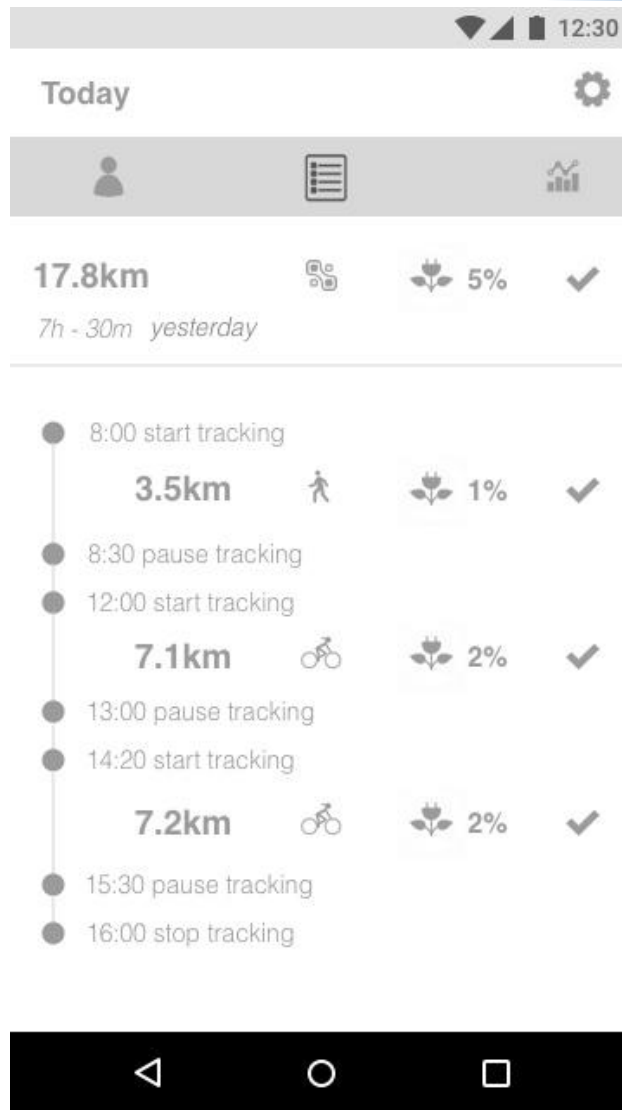 12:30
Today
17.8km 5%
7h - 30m yesterday
8:00 start tracking
3.5km 1%
8:30 pause tracking
12:00 start tracking
7.1km 2%
13:00 pause tracking
14:20 start tracking
7.2km 2%
15:30 pause tracking
16:00 stop tracking